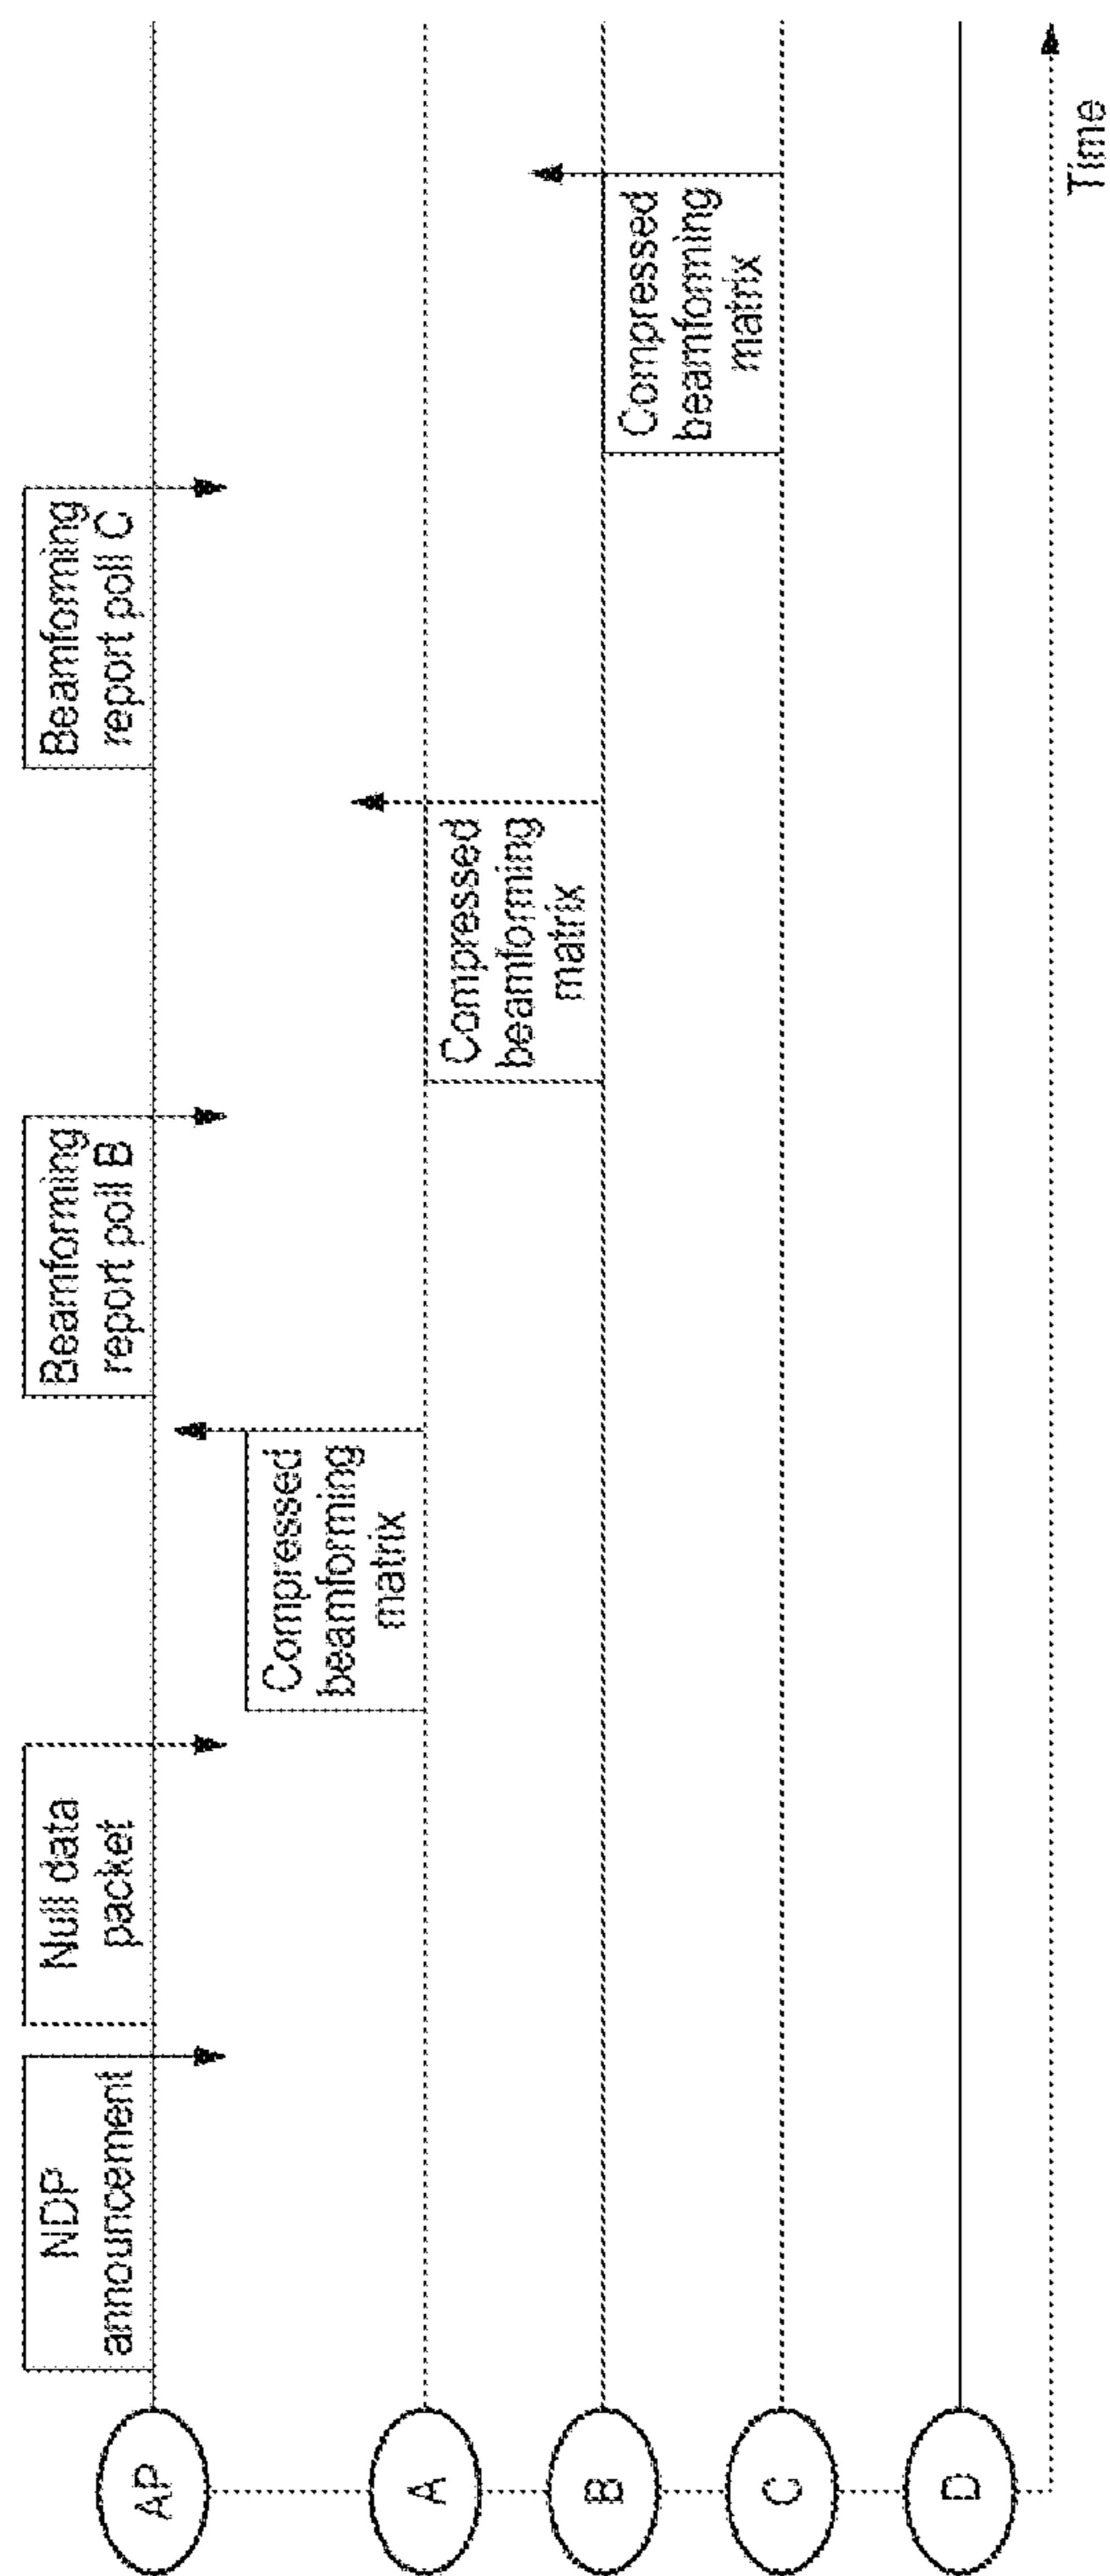 NDP
announcement
Null data
packet
Beamforming
report poll B
Beamforming
report poll C
AP
Compressed
beamforming
matrix
A
Compressed
beamforming
matrix
B
Compressed
beamforming
matrix
C
D
Time